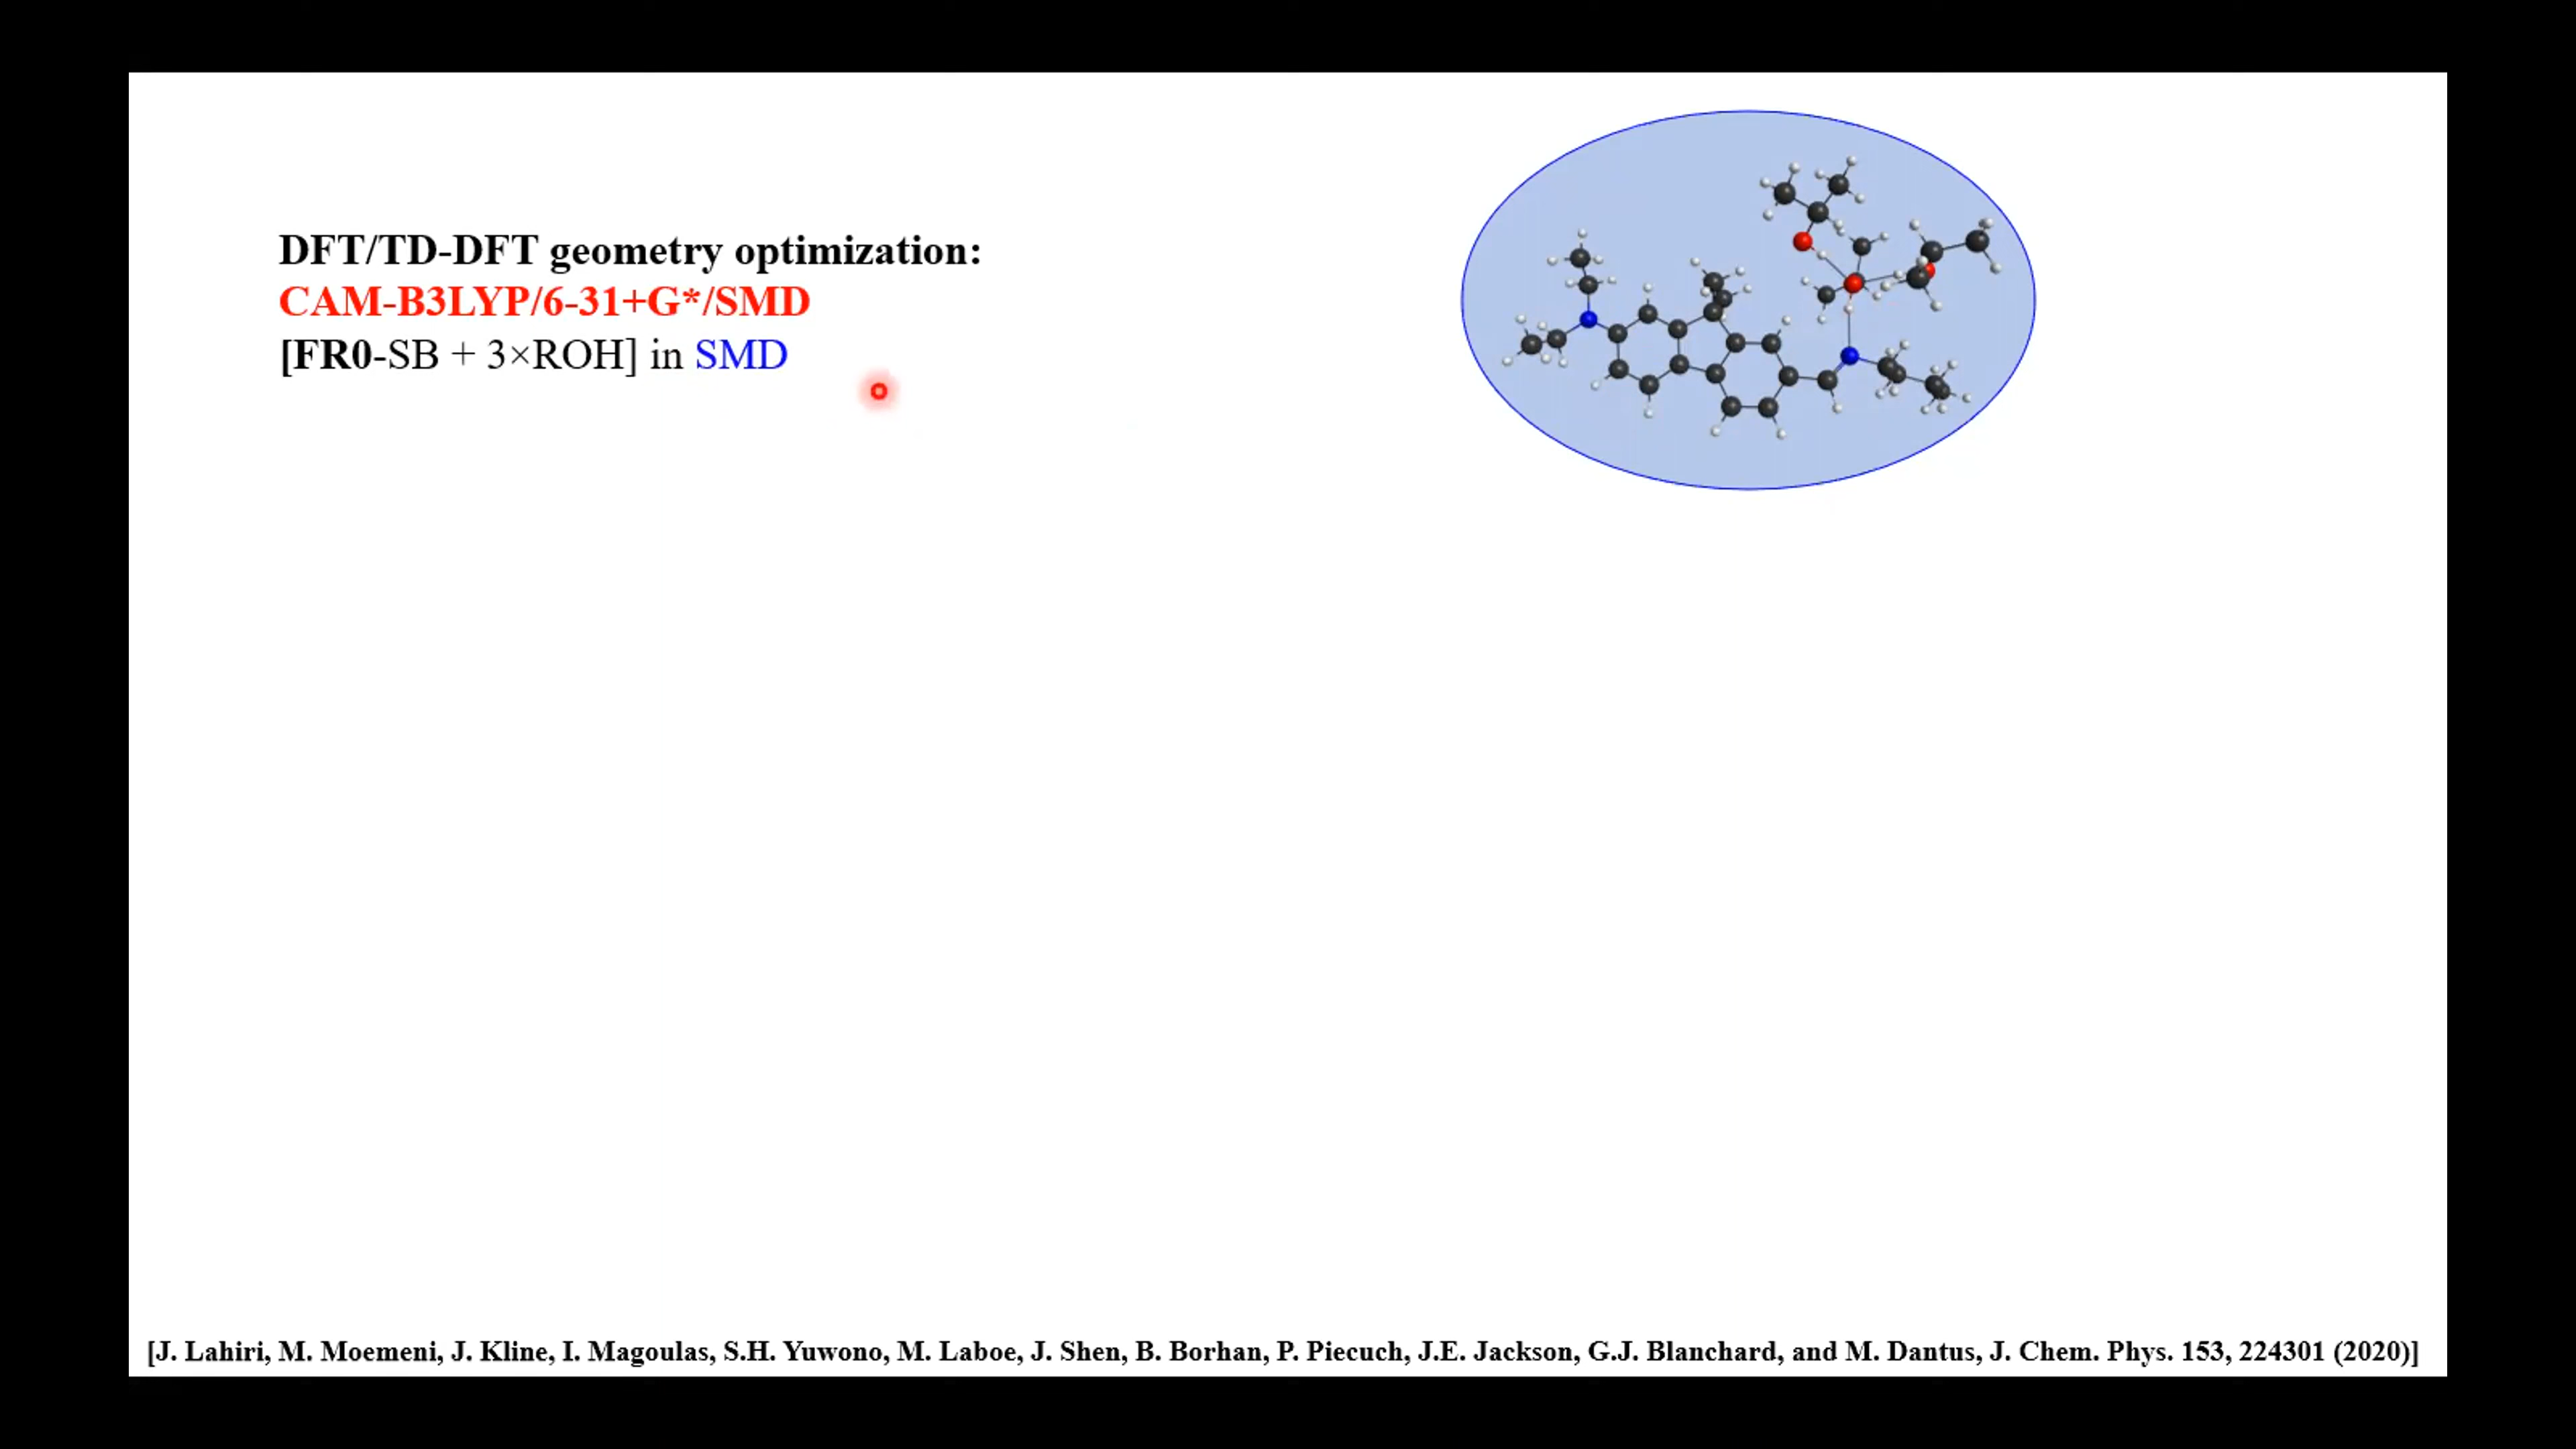 DFT/TD-DFT geometry optimization:
CAM-B3LYP/6-31+G*/SMD
[FR0-SB + 3×ROH] in SMD
[J. Lahiri, M. Moemeni, J. Kline, I. Magoulas, S.H. Yuwono, M. Laboe, J. Shen, B. Borhan, P. Piecuch, J.E. Jackson, G.J. Blanchard, and M. Dantus, J. Chem. Phys. 153, 224301 (2020)]